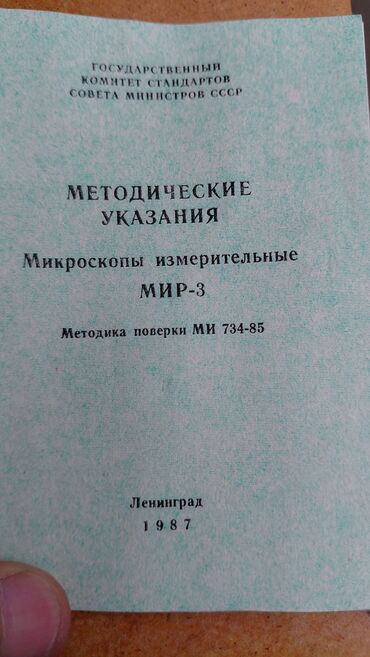 ГОСУДАРСТВЕННЫЙ
КОМИТЕТ СТАНДАРТОВ
СОВЕТА МИНИСТРОВ СССР
МЕТОДИЧЕСКИЕ
УКАЗАНИЯ
Микроскопы измерительные
МИР-3
Методика поверки МИ 734-85
Ленинград
1987